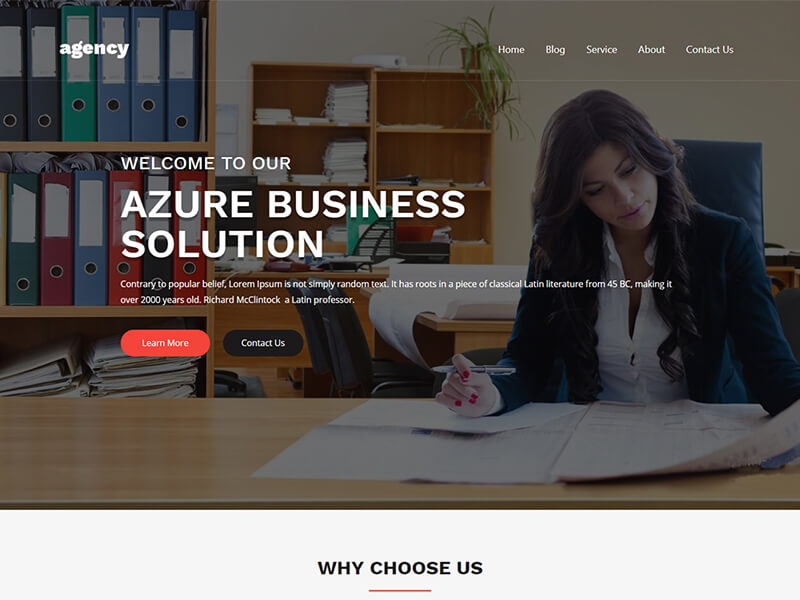 agency
Home
Blog
Service
About
Contact Us
WELCOME TO OUR
AZURE BUSINESS
SOLUTION
Contrary to popular belief, Lorem Ipsum is not simply random text. It has roots in a piece of classical Latin literature from 45 BC, making it
over 2000 years old. Richard McClintock a Latin professor.
Learn More
Contact Us
WHY CHOOSE US